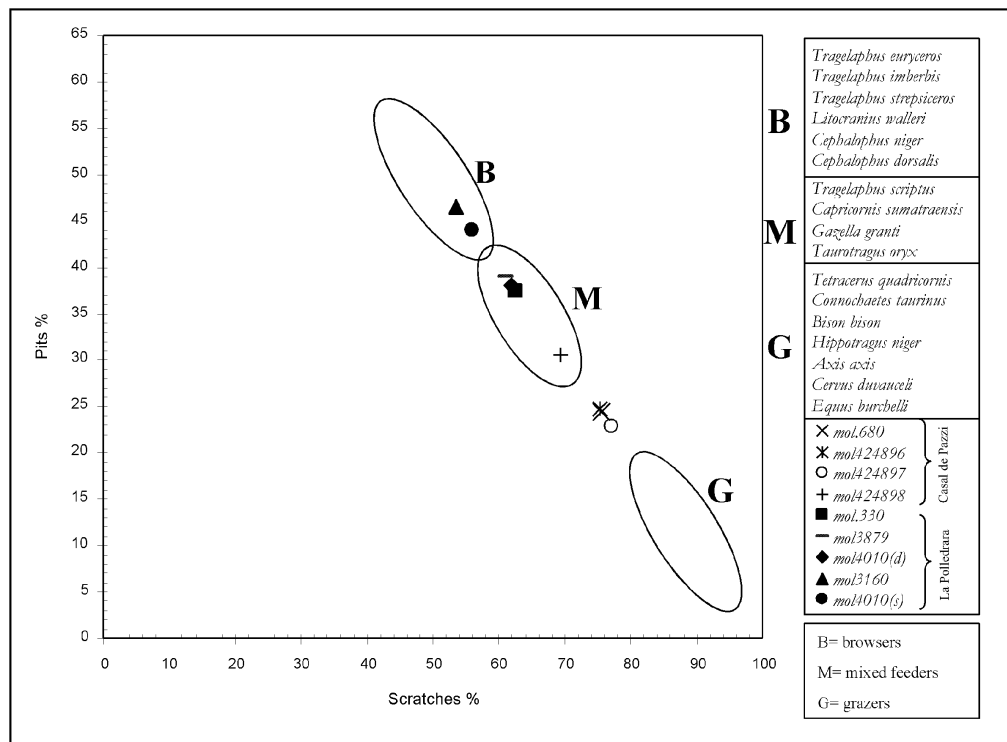 65
60
55
50
45
40
35
30
25
20
15
10
5
0
Pits %
B
M
G
0 10 20 30 40 50 60 70 80 90 100
Scratches %
B
Tragelaphus euryceros
Tragelaphus imberbis
Tragelaphus strepsiceros
Litocranius walleri
Cephalophus niger
Cephalophus dorsalis
M
Tragelaphus scriptus
Capricornis sumatraensis
Gazella granti
Taurotragus oryx
G
Tetracerus quadricornis
Connochaetes taurinus
Bison bison
Hippotragus niger
Axis axis
Cervus duvauceli
Equus burchelli
mol.680
mol424896
mol424897
mol424898
Casal de Pazzi
mol.330
mol3879
mol4010(d)
mol3160
mol4010(s)
La Polledrara
B= browsers
M= mixed feeders
G= grazers